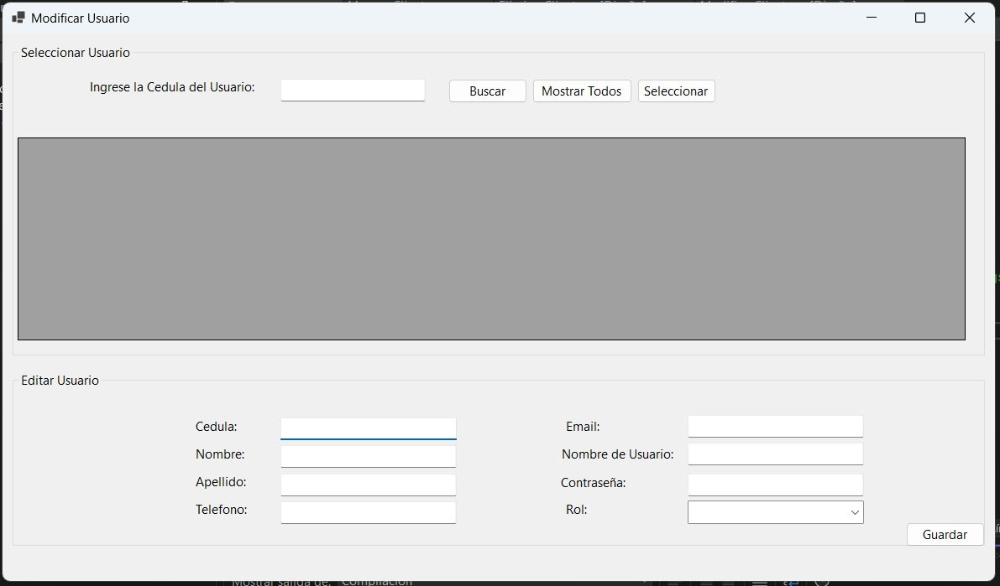 Modificar Usuario
Seleccionar Usuario
Ingrese la Cedula del Usuario:
Buscar
Mostrar Todos
Seleccionar
Editar Usuario
Cedula:
Email:
Nombre:
Nombre de Usuario:
Apellido:
Contraseña:
Telefono:
Rol:
Guardar
Mostrar salida de: Compilación